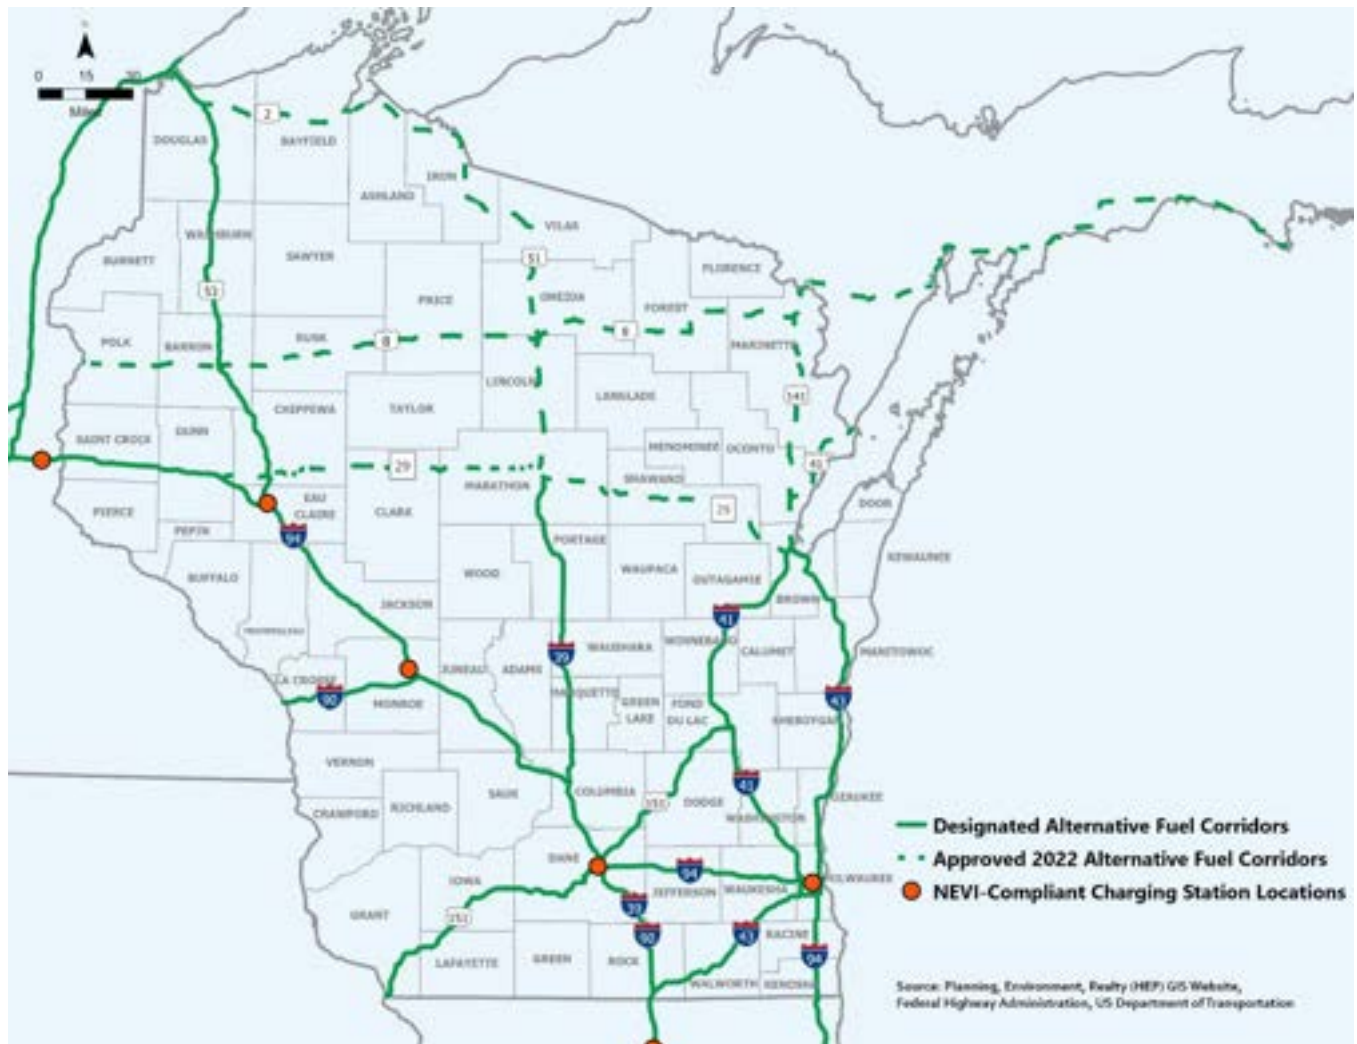 0 15 30
Miles
2
DOUGLAS
BAYFIELD
IRON
ASHLAND
VILAS
WASHBURN
SAWYER
BURNETT
51
FLORENCE
PRICE
ONEIDA
53
FOREST
8
RUSK
8
POLK
BARRON
MARINETTE
LINCOLN
141
LANGLADE
CHIPPEWA
TAYLOR
DUNN
SAINT CROIX
MENOMINEE
OCONTO
41
29
MARATHON
SHAWANO
EAU
CLAIRE
DOOR
PIERCE
CLARK
29
PEPIN
94
PORTAGE
KEWAUNEE
WOOD
WAUPACA
BUFFALO
OUTAGAMIE
JACKSON
BROWN
41
WAUSHARA
WINNEBAGO
CALUMET
MANITOWOC
39
JUNEAU
ADAMS
LA CROSSE
90
MONROE
MARQUETTE
GREEN
LAKE
FOND
DU LAC
43
SHEBOYGAN
VERNON
41
SAUK
COLUMBIA
151
DODGE
OZAUKEE
CRAWFORD
RICHLAND
WASHINGTON
Designated Alternative Fuel Corridors
Approved 2022 Alternative Fuel Corridors
NEVI-Compliant Charging Station Locations
DANE
94
IOWA
JEFFERSON
WAUKESHA
MILWAUKEE
39
GRANT
151
90
43
RACINE
94
LAFAYETTE
GREEN
ROCK
WALWORTH
KENOSHA
Source: Planning, Environment, Realty (HEP) GIS Website,
Federal Highway Administration, US Department of Transportation